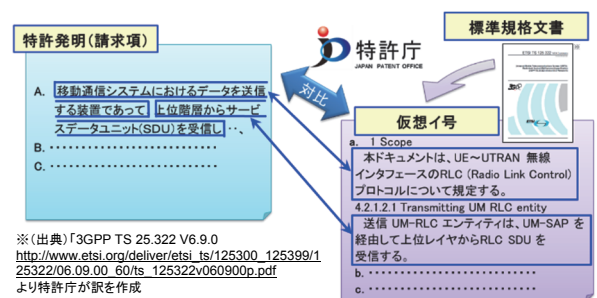 特許発明(請求項)
A. 移動通信システムにおけるデータを送信
する装置であって、上位階層からサービ
スデータユニット(SDU)を受信し‥、
B. ・・・・・・・・・・・・・・・・・・・・・・・・・・
C. ・・・・・・・・・・・・・・・・・・・・・・・・・・
特許庁
JAPAN PATENT OFFICE
対比
標準規格文書
仮想イ号
a. 1 Scope
本ドキュメントは、UE～UTRAN 無線
インタフェースのRLC (Radio Link Control)
プロトコルについて規定する。
4.2.1.2.1 Transmitting UM RLC entity
送信 UM-RLC エンティティは、UM-SAP を
経由して上位レイヤからRLC SDU を
受信する。
b. ・・・・・・・・・・・・・・・・・・・・・・・・・・
c. ・・・・・・・・・・・・・・・・・・・・・・・・・・
※(出典)「3GPP TS 25.322 V6.9.0
http://www.etsi.org/deliver/etsi_ts/125300_125399/1
25322/06.09.00_60/ts_125322v060900p.pdf
より特許庁が訳を作成